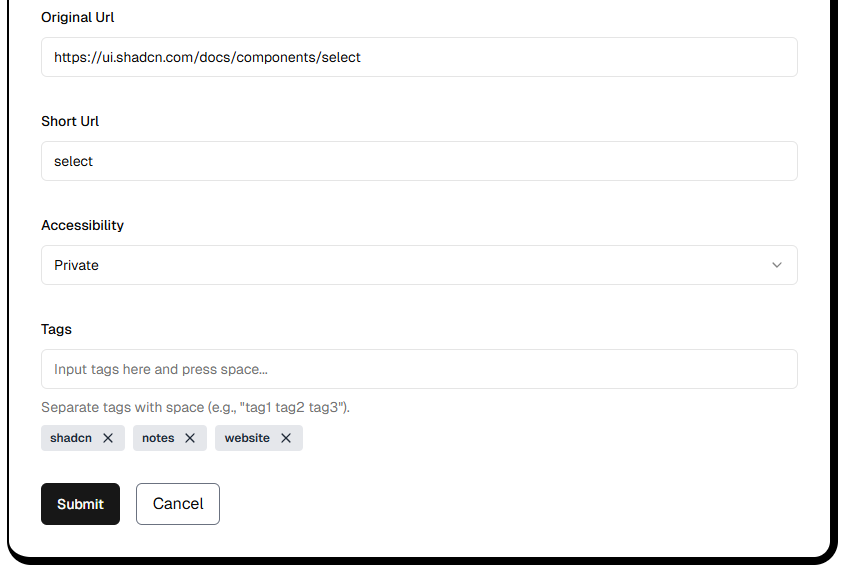 Original Url
https://ui.shadcn.com/docs/components/select
Short Url
select
Accessibility
Private
Tags
Input tags here and press space...
Separate tags with space (e.g., "tag1 tag2 tag3").
shadcn notes website
Submit Cancel